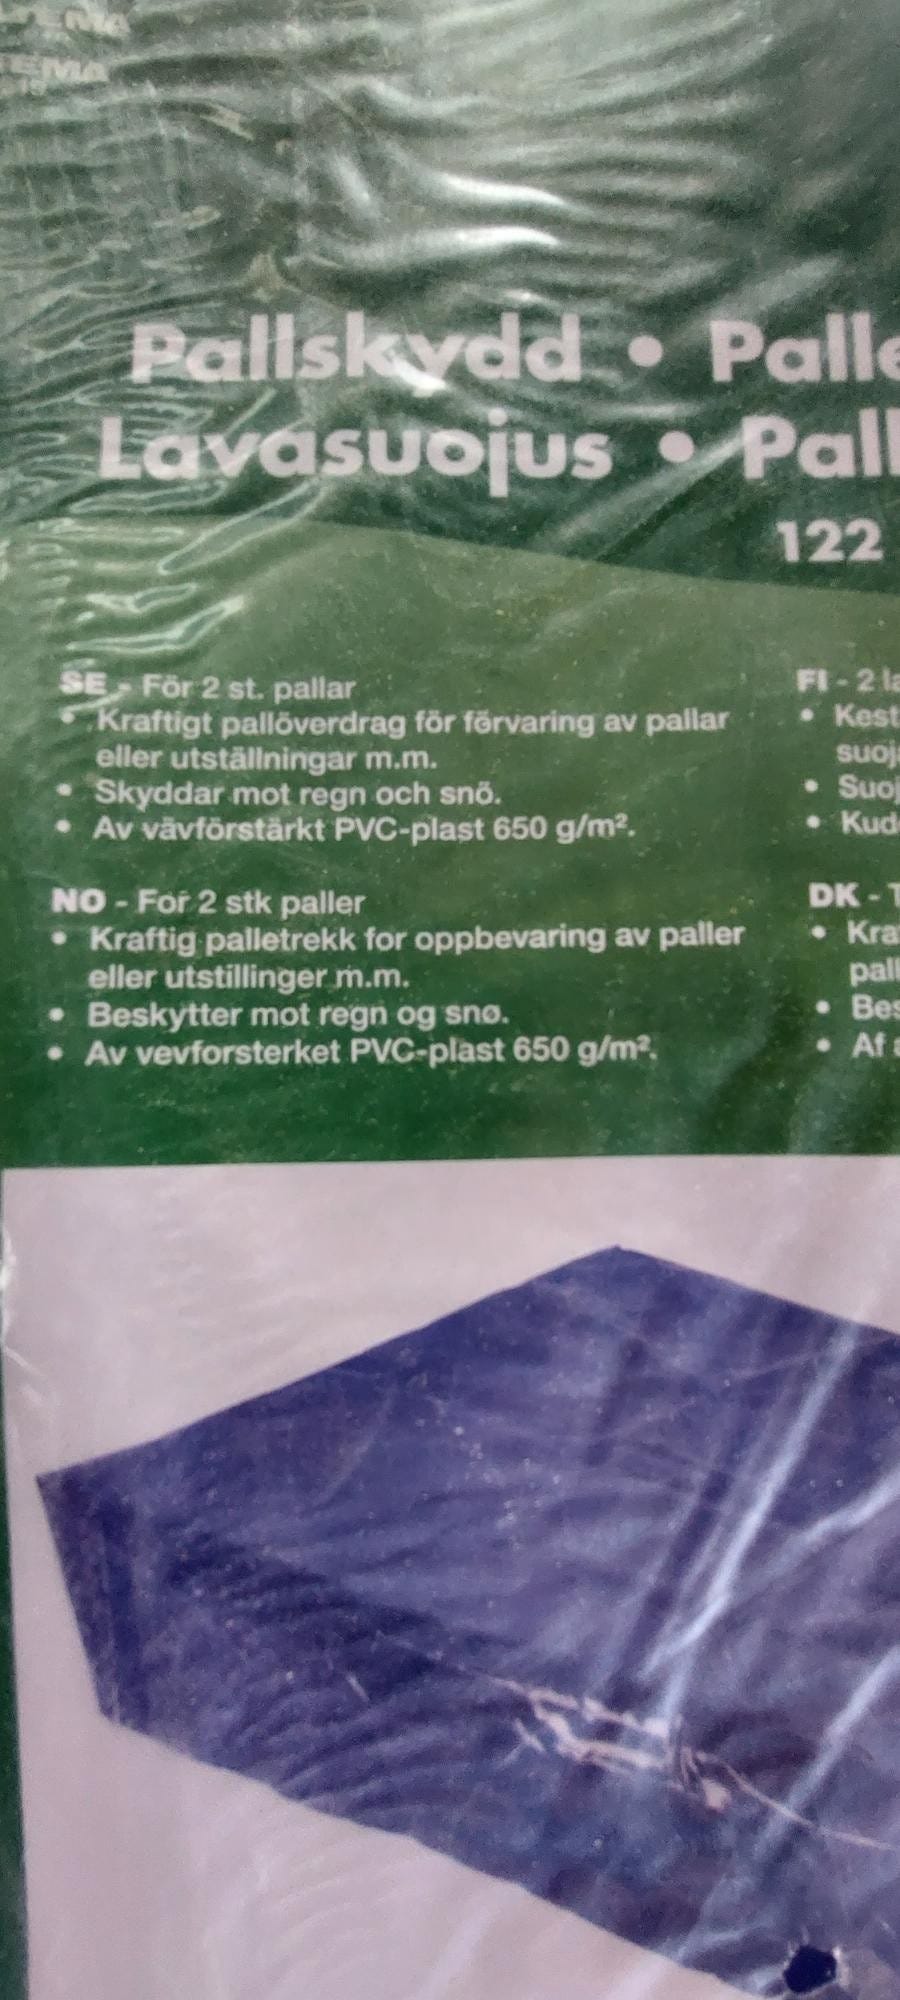 TEMA
Pallskydd • Palle
Lavasuojus • Pall
122
SE - För 2 st. pallar
• Kraftigt pallöverdrag för förvaring av pallar
eller utställningar m.m.
• Skyddar mot regn och snö.
• Av vävförstärkt PVC-plast 650 g/m².
NO - For 2 stk paller
• Kraftig palletrekk for oppbevaring av paller
eller utstillinger m.m.
• Beskytter mot regn og snø.
• Av vevforsterket PVC-plast 650 g/m².
FI - 2 la
• Kest
suoja
• Suoj
• Kud
DK - T
• Kra
pall
• Bes
• Af